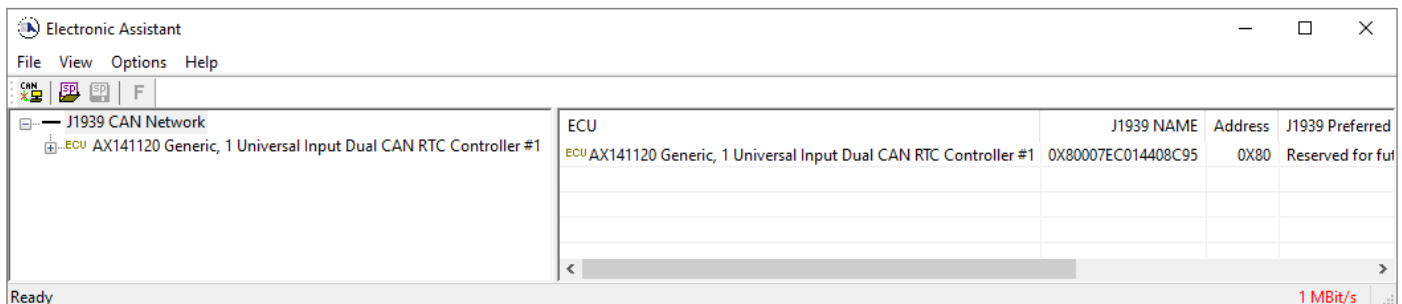 Electronic Assistant
File View Options Help
CAN SP SP F
J1939 CAN Network
ECU AX141120 Generic, 1 Universal Input Dual CAN RTC Controller #1
ECU J1939 NAME Address J1939 Preferred
ECU AX141120 Generic, 1 Universal Input Dual CAN RTC Controller #1 0X80007EC014408C95 0X80 Reserved for fut
Ready 1 MBit/s